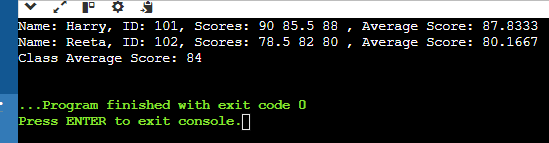 Name: Harry, ID: 101, Scores: 90 85.5 88 , Average Score: 87.8333
Name: Reeta, ID: 102, Scores: 78.5 82 80 , Average Score: 80.1667
Class Average Score: 84
...Program finished with exit code 0
Press ENTER to exit console.